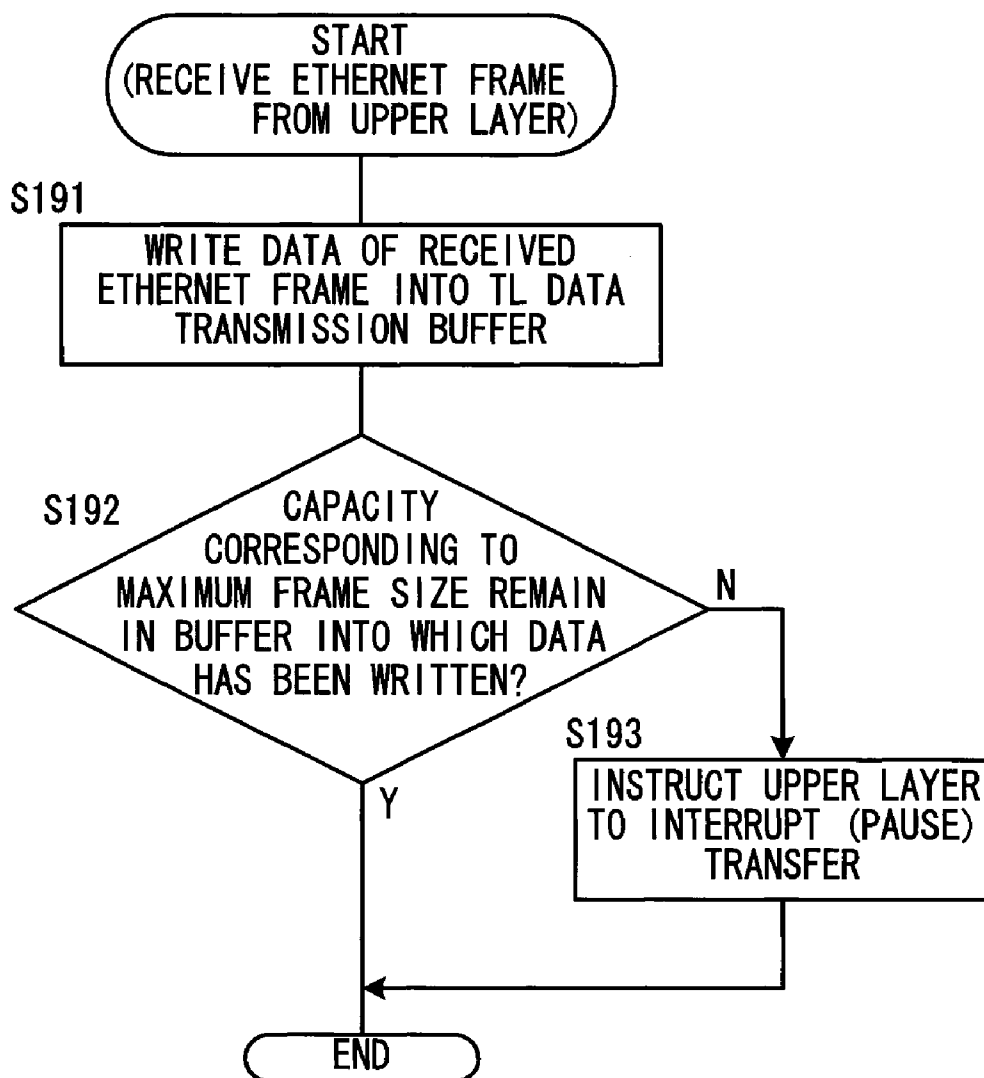 START
(RECEIVE ETHERNET FRAME
FROM UPPER LAYER)
S191
WRITE DATA OF RECEIVED
ETHERNET FRAME INTO TL DATA
TRANSMISSION BUFFER
S192
CAPACITY
CORRESPONDING TO
MAXIMUM FRAME SIZE REMAIN
IN BUFFER INTO WHICH DATA
HAS BEEN WRITTEN?
N
S193
INSTRUCT UPPER LAYER
TO INTERRUPT (PAUSE)
TRANSFER
Y
END